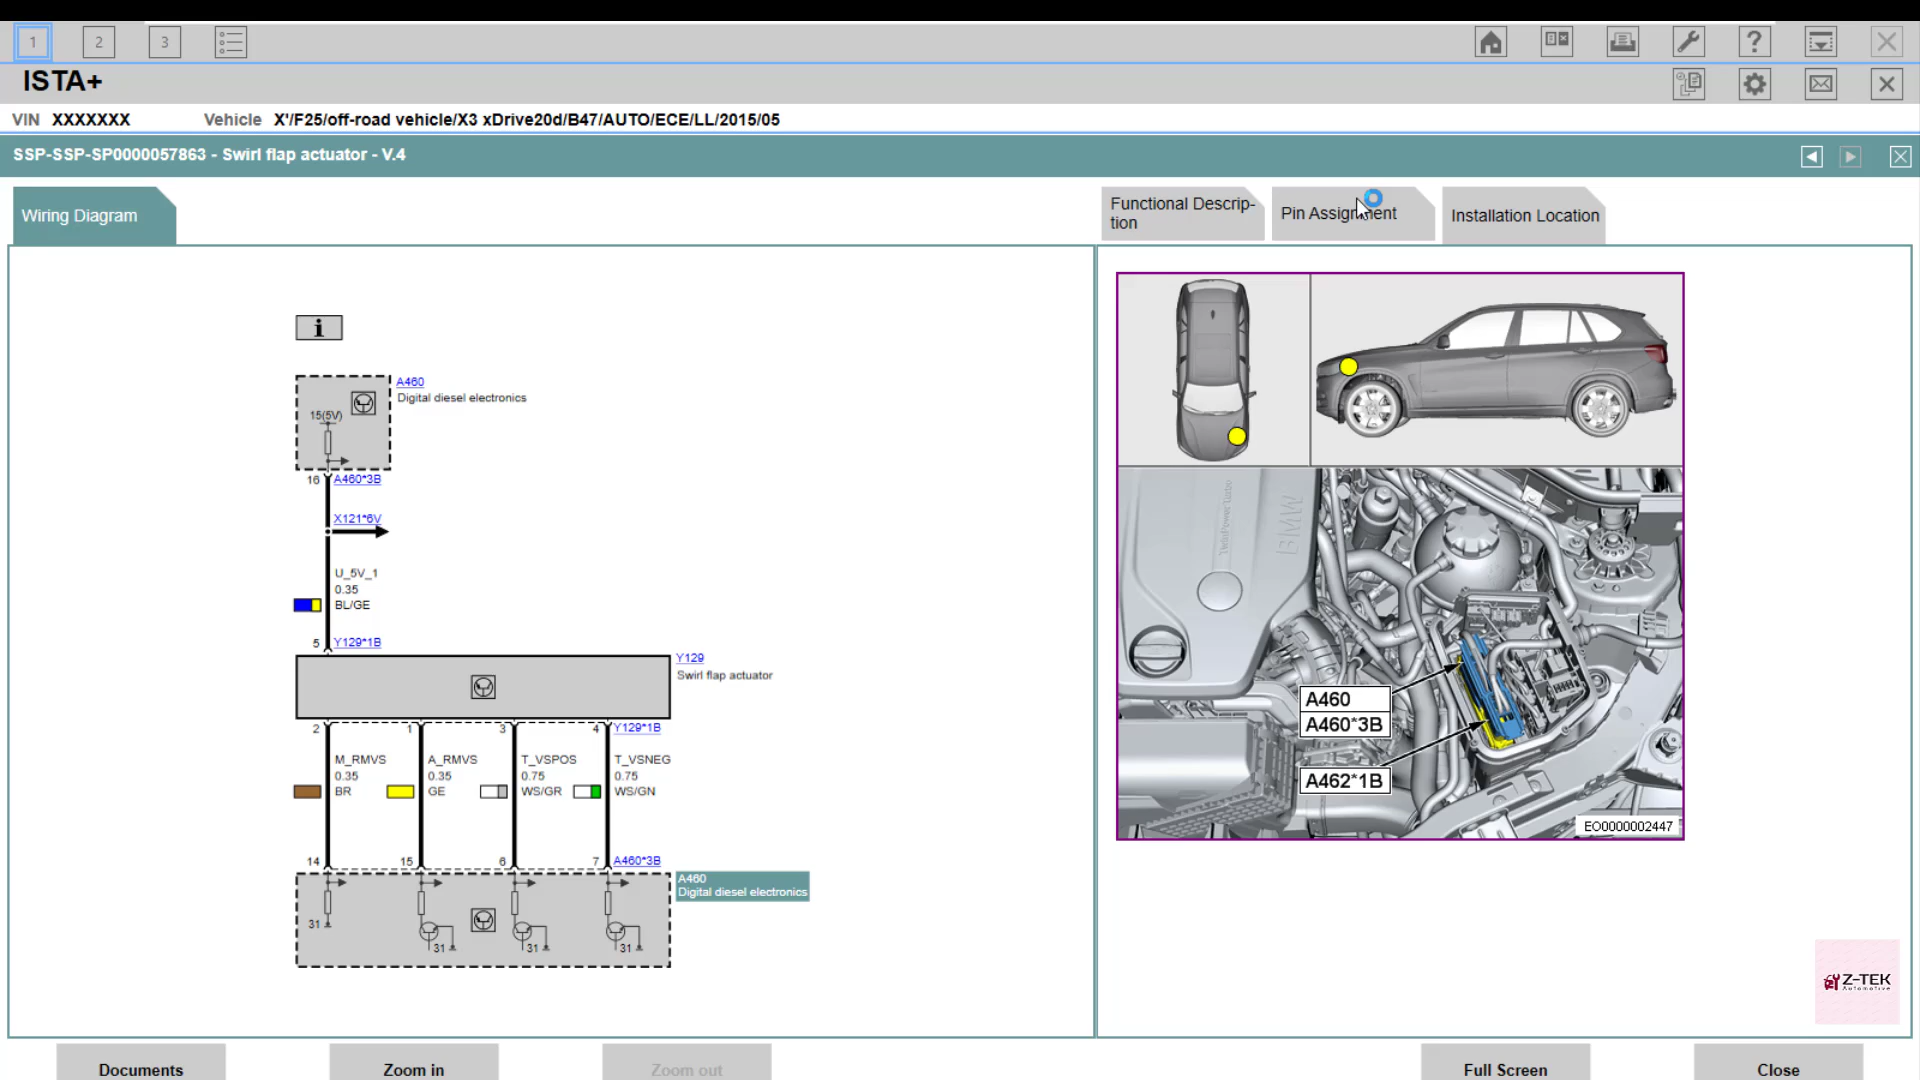 1 2 3
ISTA+
VIN XXXXXXX Vehicle X'/F25/off-road vehicle/X3 xDrive20d/B47/AUTO/ECE/LL/2015/05
SSP-SSP-SP0000057863 - Swirl flap actuator - V.4
Wiring Diagram
Functional Descrip-
tion
Pin Assignment
Installation Location
i
A460
Digital diesel electronics
15(5V)
16 A460*3B
X121*6V
U_5V_1
0.35
BL/GE
5 Y129*1B
Y129
Swirl flap actuator
2 1 3 4 Y129*1B
M_RMVS A_RMVS T_VSPOS T_VSNEG
0.35 0.35 0.75 0.75
BR GE WS/GR WS/GN
14 15 6 7 A460*3B
A460
Digital diesel electronics
31 31 31 31
TwinPower Turbo
BMW
A460
A460*3B
A462*1B
EO0000002447
Z-TEK
Automotive
Documents Zoom in Zoom out Full Screen Close